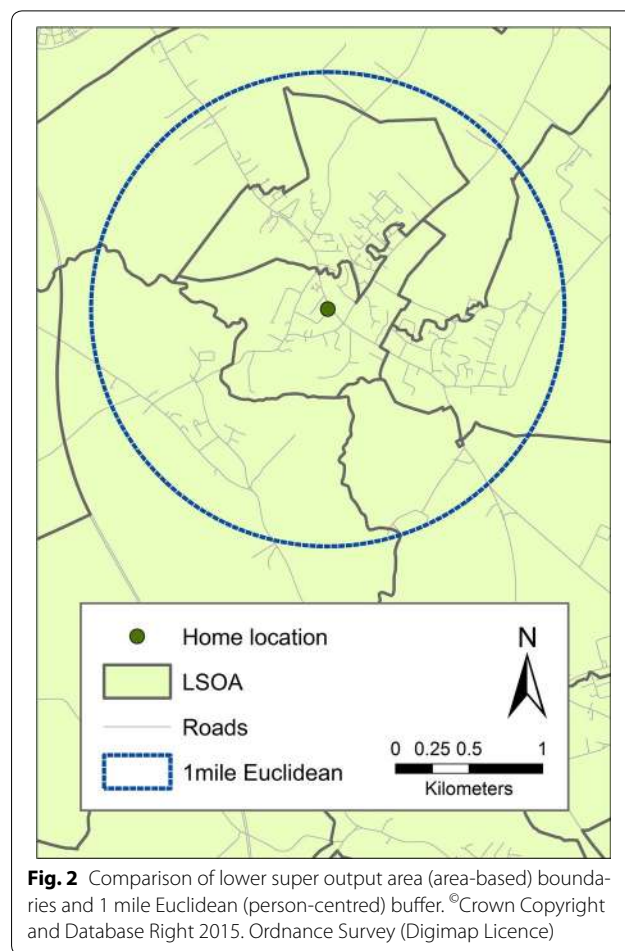 Home location
LSOA
Roads
1mile Euclidean
N
0 0.25 0.5 1
Kilometers
Fig. 2 Comparison of lower super output area (area-based) bounda-
ries and 1 mile Euclidean (person-centred) buffer. ©Crown Copyright
and Database Right 2015. Ordnance Survey (Digimap Licence)